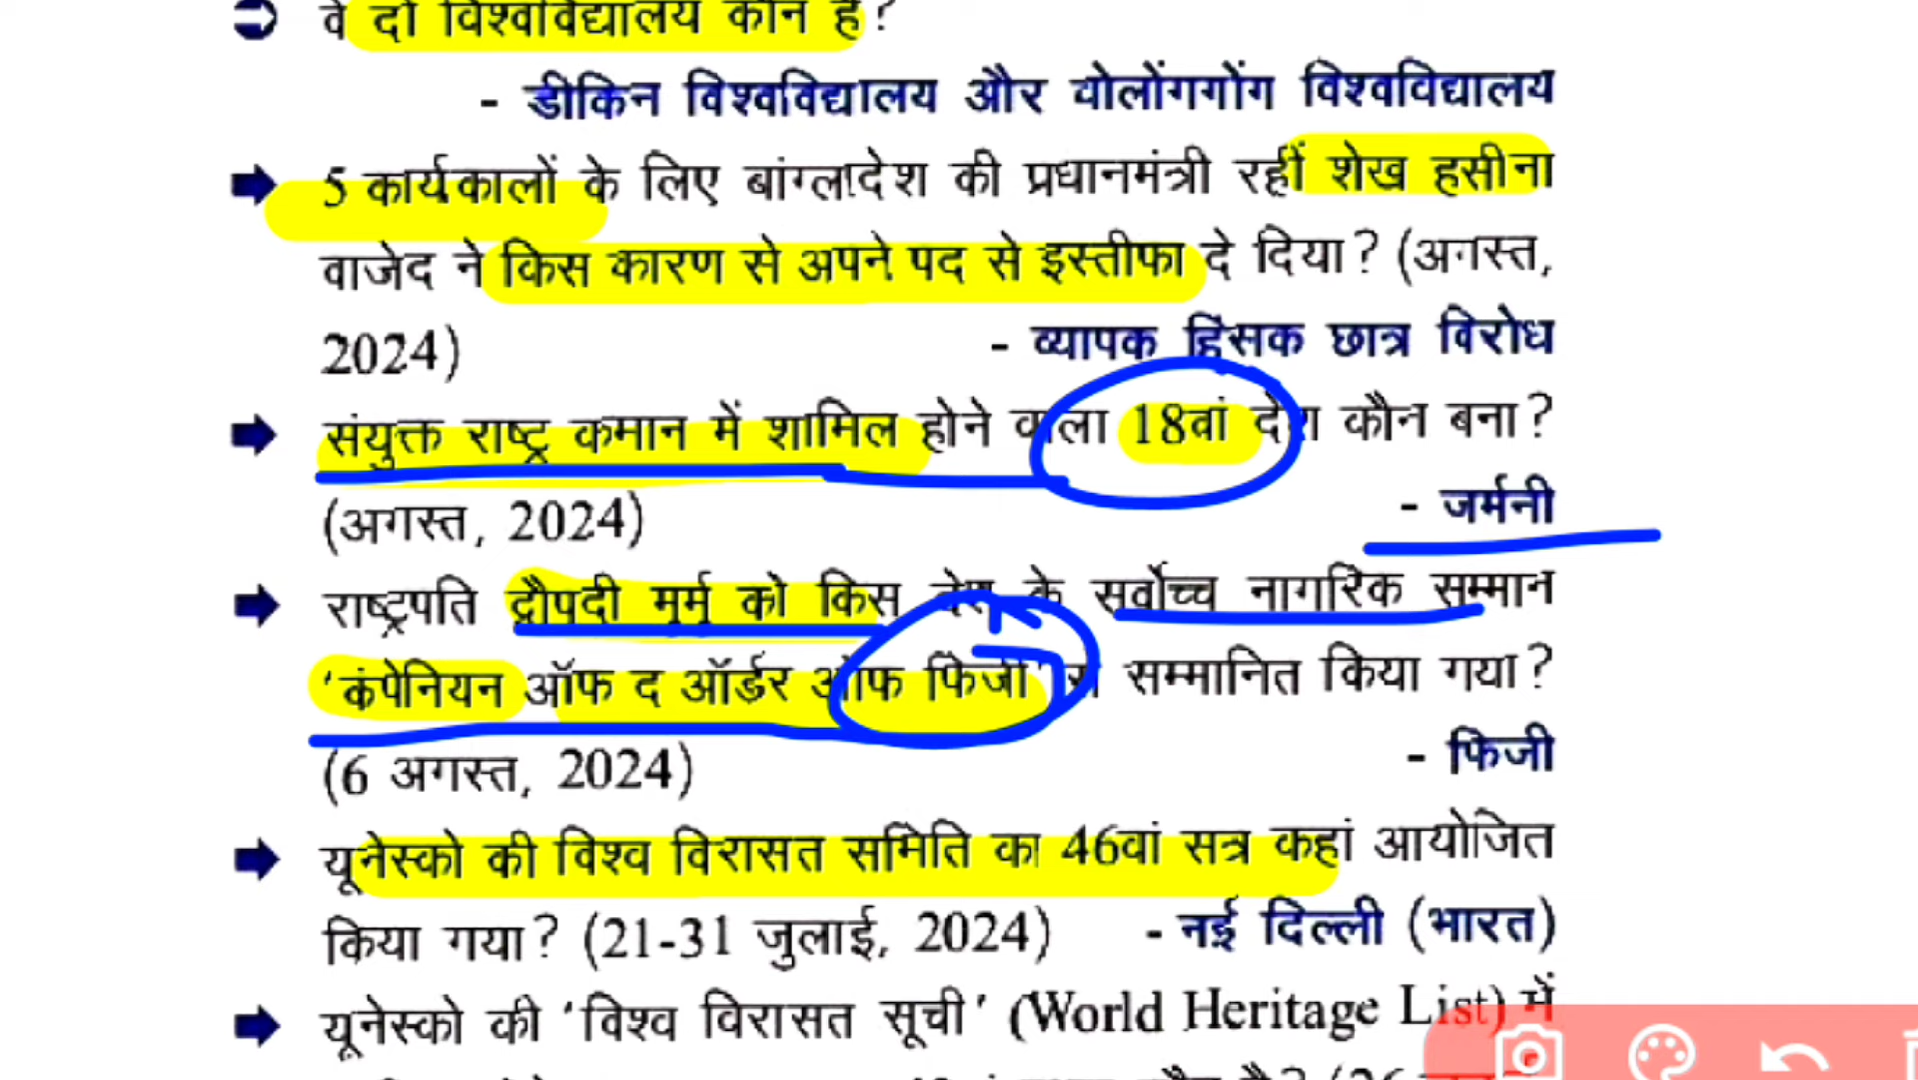 वे दो विश्वविद्यालय कौन हैं?
- डीकिन विश्वविद्यालय और वोलोंगगोंग विश्वविद्यालय
5 कार्यकालों के लिए बांग्लादेश की प्रधानमंत्री रहीं शेख हसीना
वाजेद ने किस कारण से अपने पद से इस्तीफा दे दिया? (अगस्त,
2024) - व्यापक हिंसक छात्र विरोध
संयुक्त राष्ट्र कमान में शामिल होने वाला 18वां देश कौन बना?
(अगस्त, 2024) - जर्मनी
राष्ट्रपति द्रौपदी मुर्मू को किस देश के सर्वोच्च नागरिक सम्मान
'कंपेनियन ऑफ द ऑर्डर ऑफ फिजी' से सम्मानित किया गया?
(6 अगस्त, 2024) - फिजी
यूनेस्को की विश्व विरासत समिति का 46वां सत्र कहां आयोजित
किया गया? (21-31 जुलाई, 2024) - नई दिल्ली (भारत)
यूनेस्को की 'विश्व विरासत सूची' (World Heritage List) में